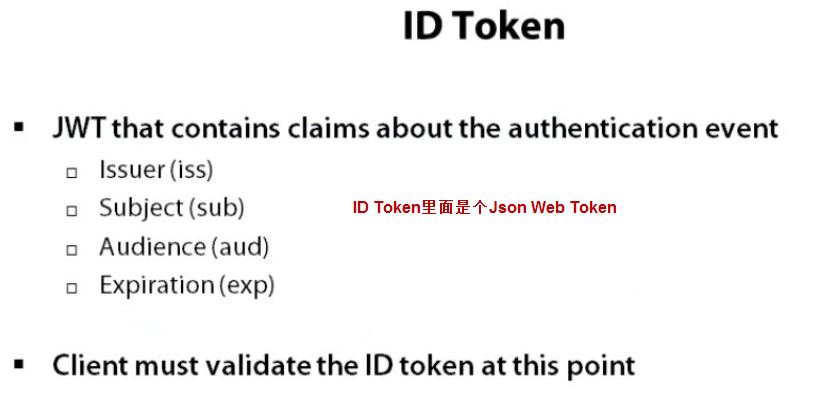 ID Token
JWT that contains claims about the authentication event
Issuer (iss)
Subject (sub)
ID Token里面是个Json Web Token
Audience (aud)
Expiration (exp)
Client must validate the ID token at this point